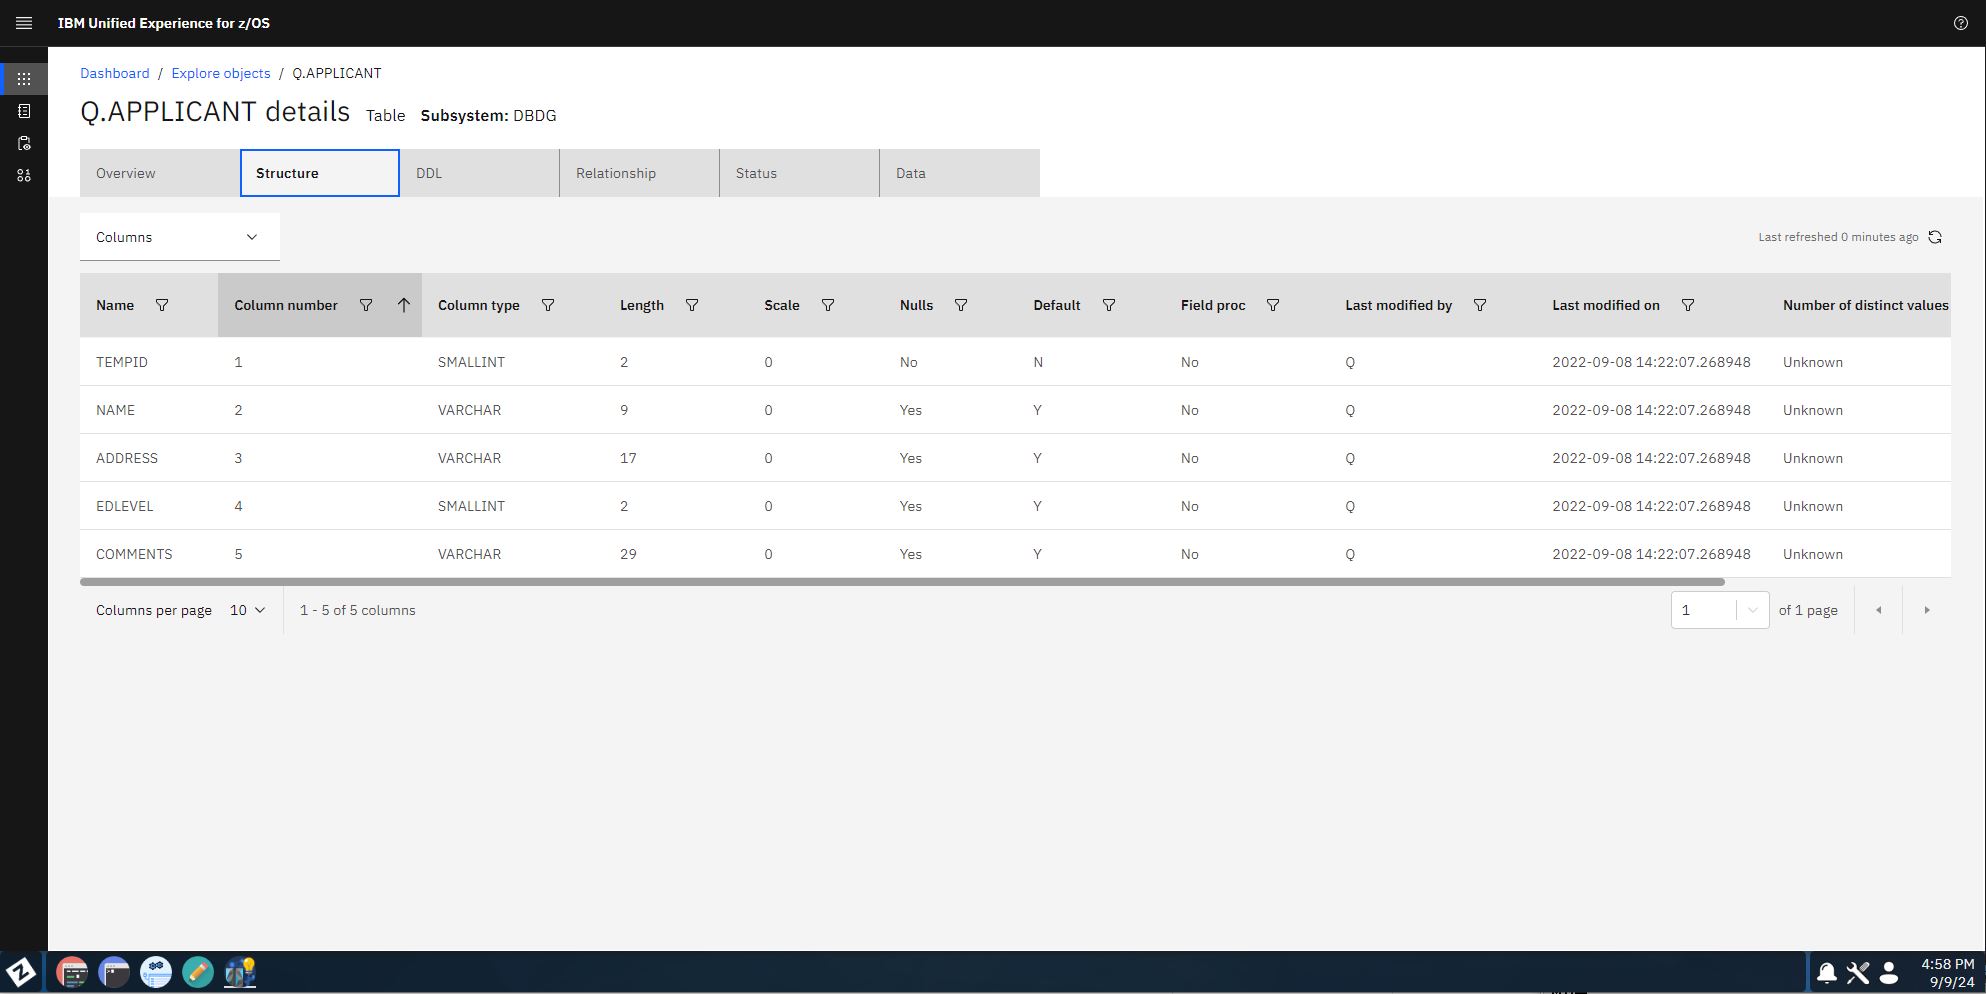 IBM Unified Experience for z/OS
Dashboard / Explore objects / Q.APPLICANT
Q.APPLICANT details Table Subsystem: DBDG
Overview Structure DDL Relationship Status Data
Columns Last refreshed 0 minutes ago
Name Column number Column type Length Scale Nulls Default Field proc Last modified by Last modified on Number of distinct values
TEMPID 1 SMALLINT 2 0 No N No Q 2022-09-08 14:22:07.268948 Unknown
NAME 2 VARCHAR 9 0 Yes Y No Q 2022-09-08 14:22:07.268948 Unknown
ADDRESS 3 VARCHAR 17 0 Yes Y No Q 2022-09-08 14:22:07.268948 Unknown
EDLEVEL 4 SMALLINT 2 0 Yes Y No Q 2022-09-08 14:22:07.268948 Unknown
COMMENTS 5 VARCHAR 29 0 Yes Y No Q 2022-09-08 14:22:07.268948 Unknown
Columns per page 10 1 - 5 of 5 columns 1 of 1 page
4:58 PM
9/9/24